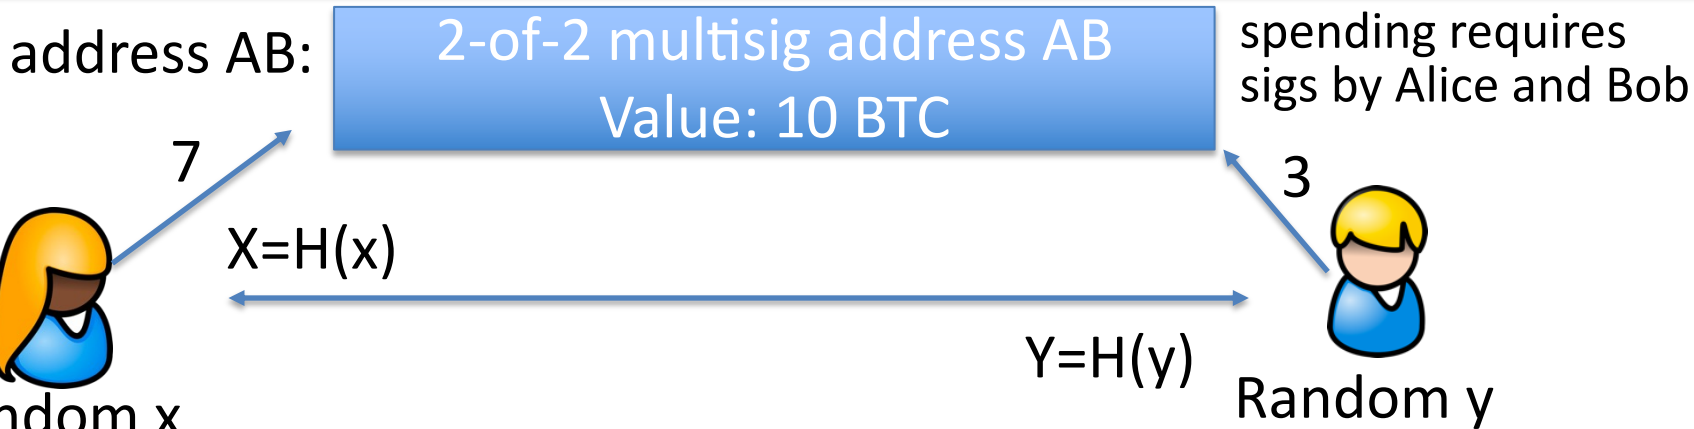 address AB:
2-of-2 multisig address AB
Value: 10 BTC
spending requires
sigs by Alice and Bob
7
3
X=H(x)
Y=H(y)
x
Random y